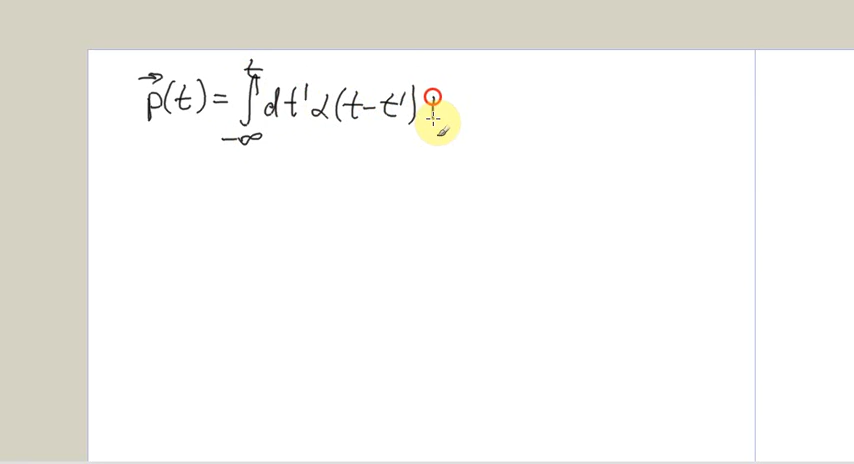 p⃗(t) = ∫_{-∞}^{t} dt' α(t-t')